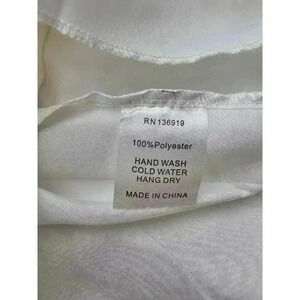 RN 136919
100%Polyester
HAND WASH
COLD WATER
HANG DRY
MADE IN CHINA